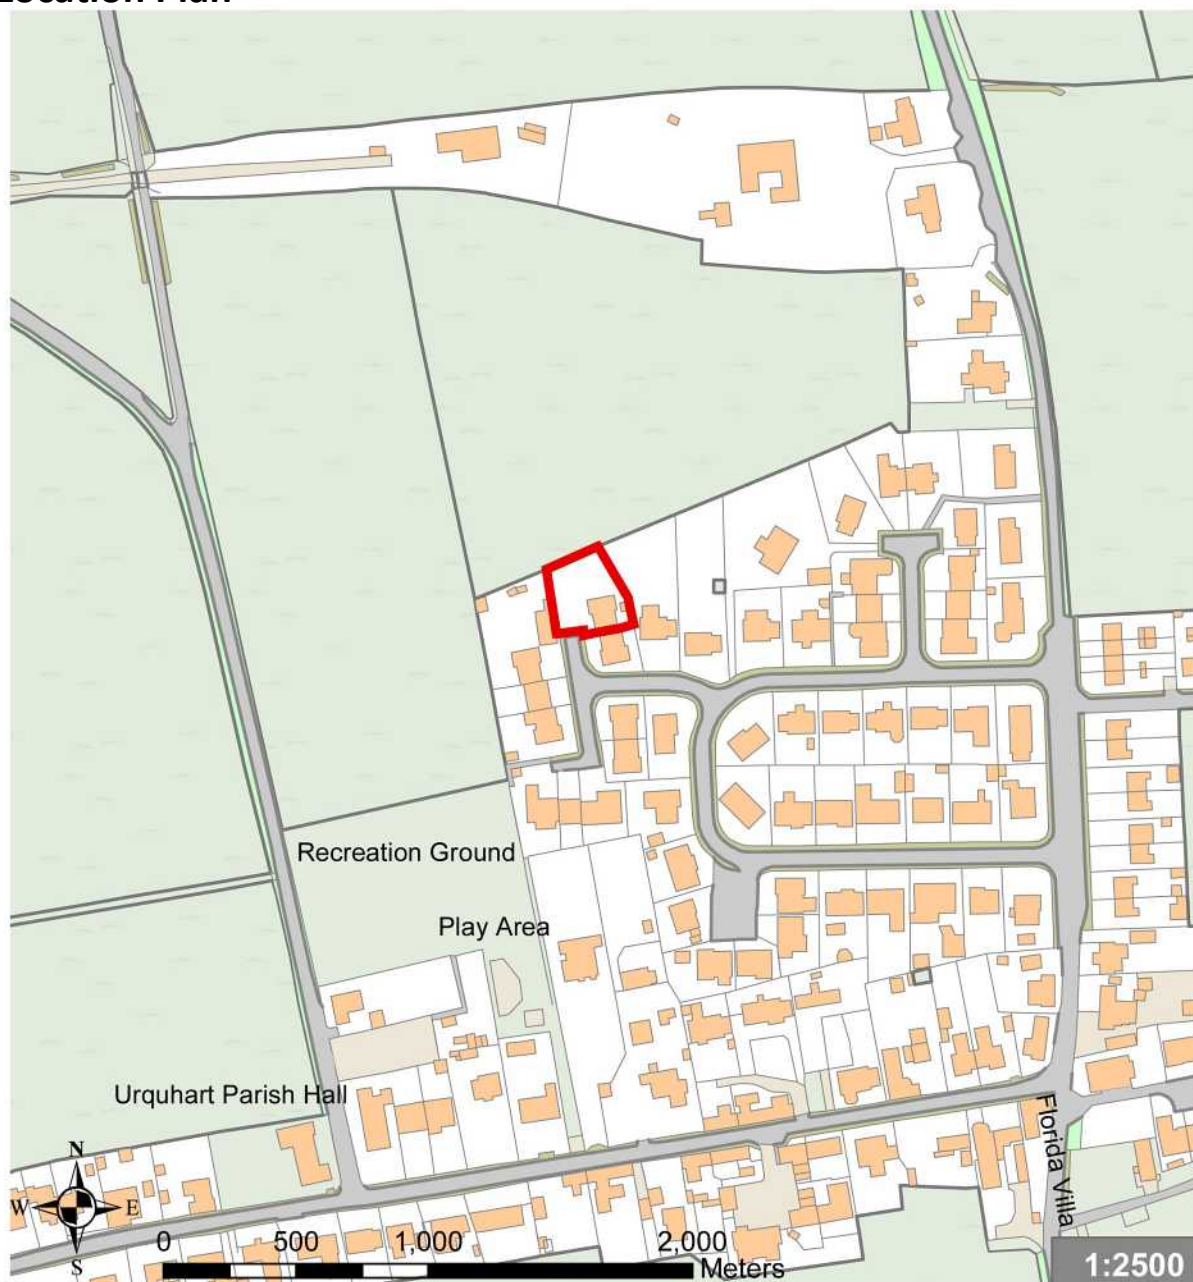 Location Plan
Recreation Ground
Play Area
Urquhart Parish Hall
Florida Villa
N
W
E
S
0 500 1,000 2,000
Meters
1:2500